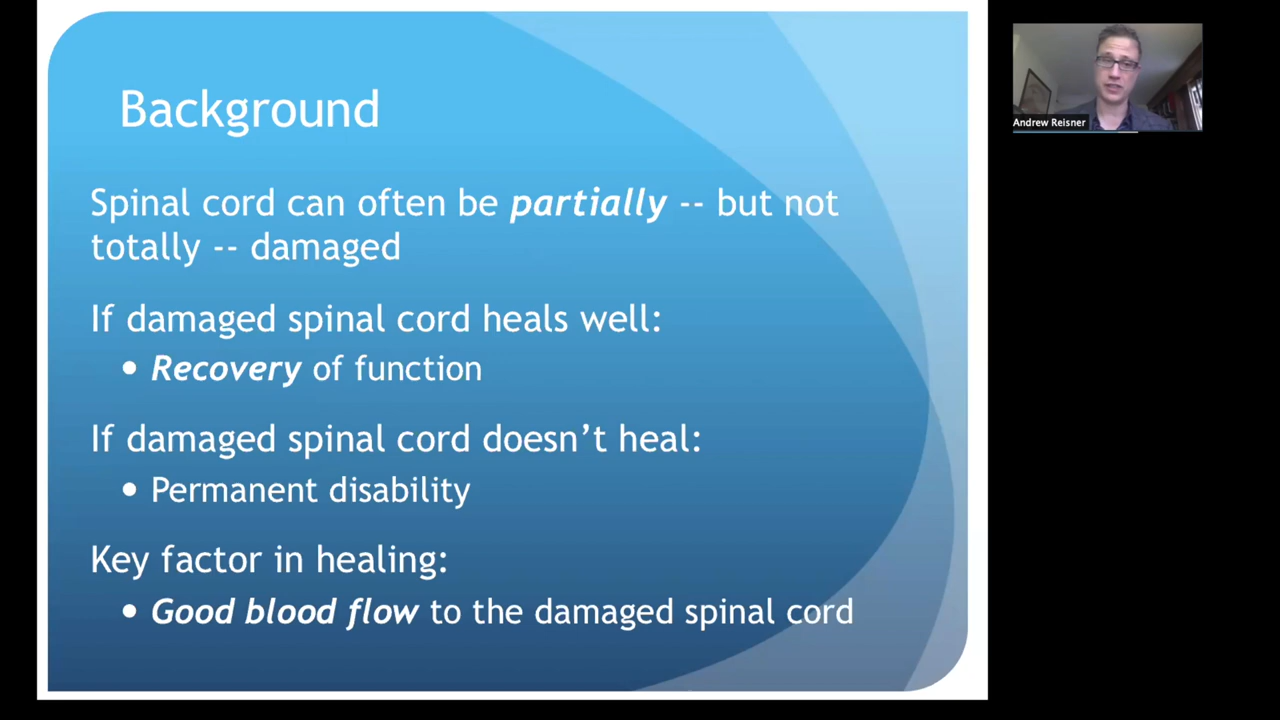 Background
Spinal cord can often be partially -- but not
totally -- damaged
If damaged spinal cord heals well:
• Recovery of function
If damaged spinal cord doesn’t heal:
• Permanent disability
Key factor in healing:
• Good blood flow to the damaged spinal cord
Andrew Reisner